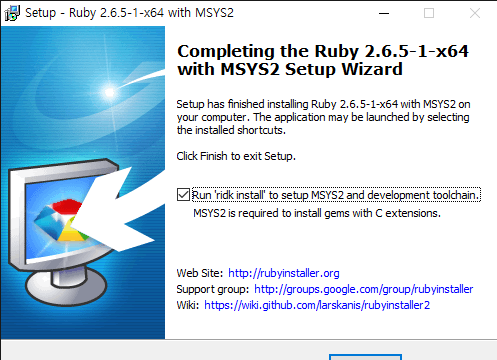 Setup - Ruby 2.6.5-1-x64 with MSYS2
Completing the Ruby 2.6.5-1-x64
with MSYS2 Setup Wizard
Setup has finished installing Ruby 2.6.5-1-x64 with MSYS2 on
your computer. The application may be launched by selecting
the installed shortcuts.
Click Finish to exit Setup.
Run 'ridk install' to setup MSYS2 and development toolchain.
MSYS2 is required to install gems with C extensions.
Web Site: http://rubyinstaller.org
Support group: http://groups.google.com/group/rubyinstaller
Wiki: https://wiki.github.com/larskanis/rubyinstaller2